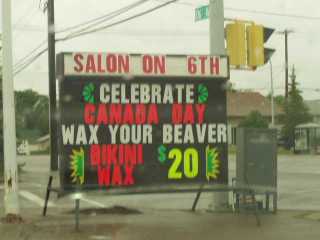 SALON ON 6TH
CELEBRATE
CANADA DAY
WAX YOUR BEAVER
BIKINI WAX $20